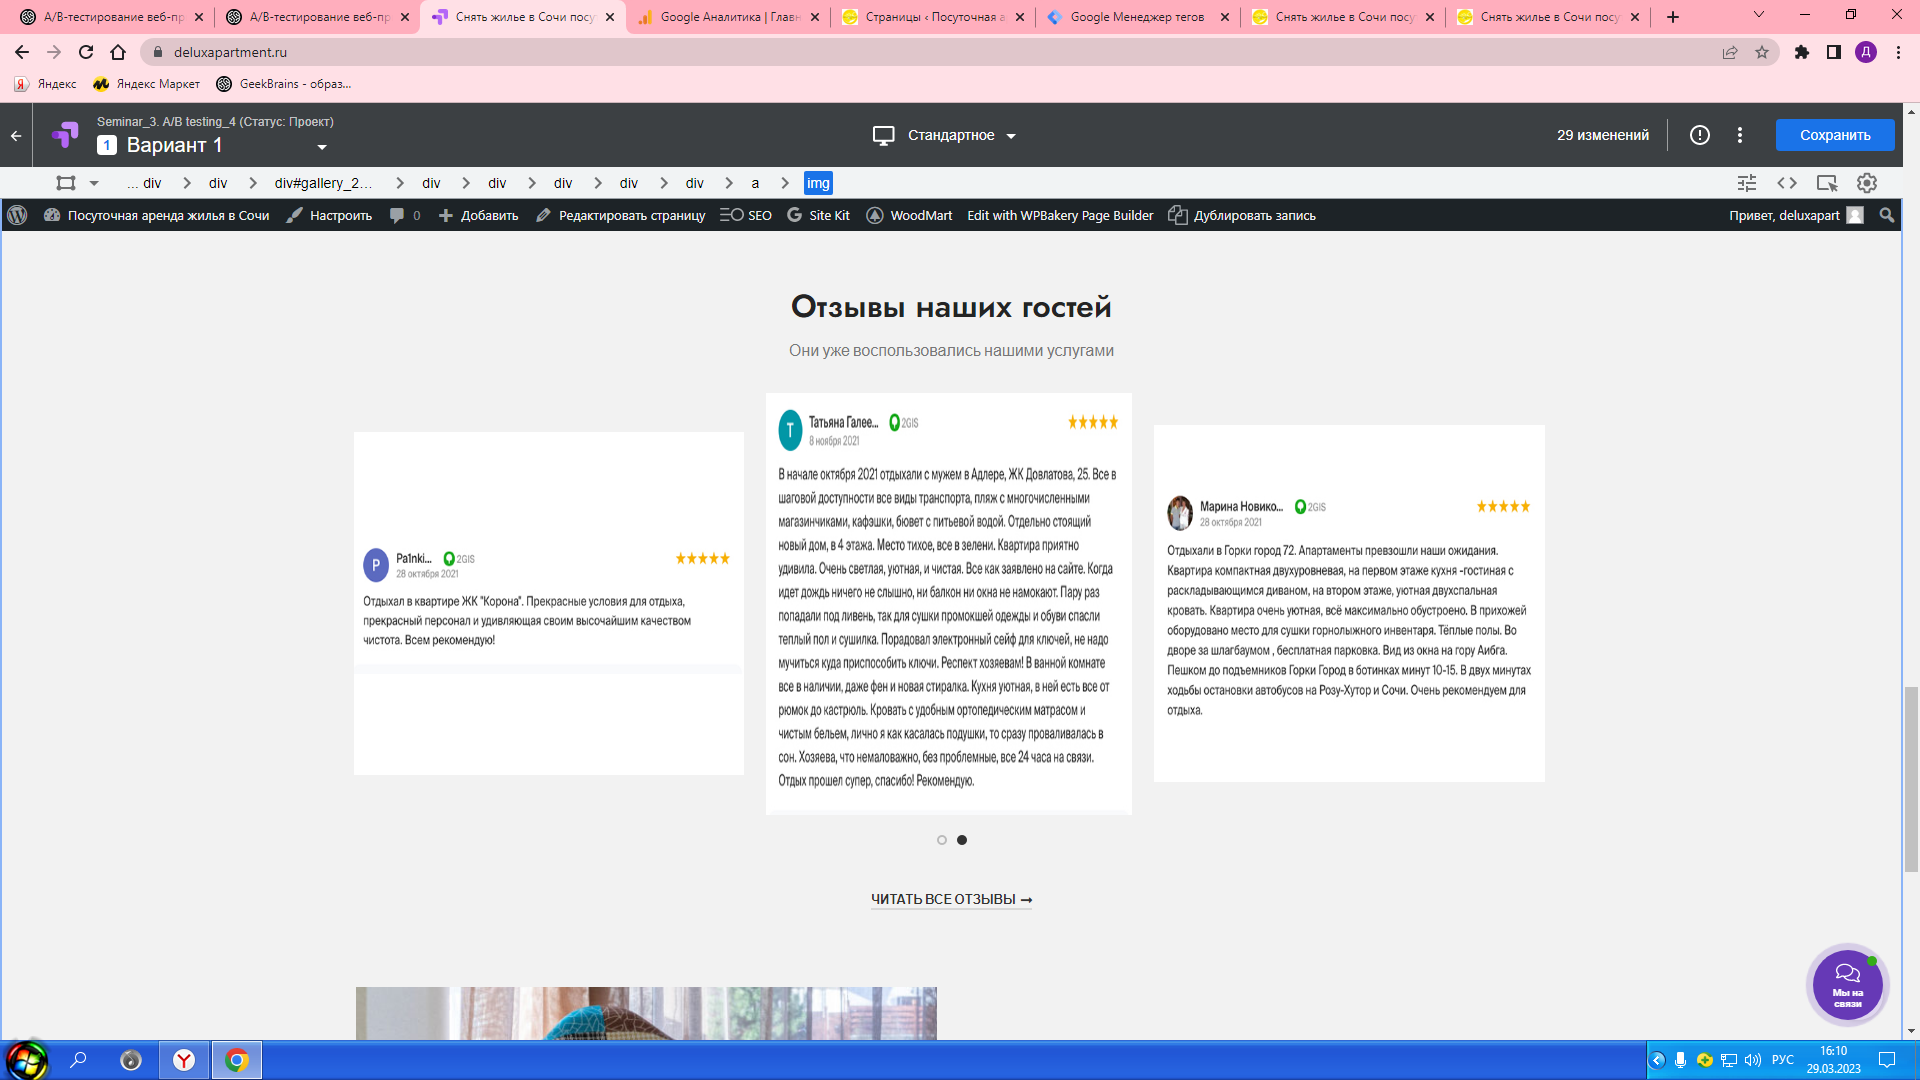 А/В-тестирование веб-пр
А/В-тестирование веб-пр
Снять жилье в Сочи посу
Google Аналитика | Глав
Страницы ‹ Посуточная а
Google Менеджер тегов
Снять жилье в Сочи посу
Снять жилье в Сочи посу
deluxapartment.ru
Д
Яндекс
Яндекс Маркет
GeekBrains - образ...
Seminar_3. A/B testing_4 (Статус: Проект)
1 Вариант 1
Стандартное
29 изменений
Сохранить
... div
div
div#gallery_2...
div
div
div
div
div
a
img
Посуточная аренда жилья в Сочи
Настроить
0
Добавить
Редактировать страницу
SEO
Site Kit
WoodMart
Edit with WPBakery Page Builder
Дублировать запись
Привет, deluxapart
Отзывы наших гостей
Они уже воспользовались нашими услугами
P
Pa1nki...
2GIS
28 октября 2021
Отдыхал в квартире ЖК "Корона". Прекрасные условия для отдыха,
прекрасный персонал и удивляющая своим высочайшим качеством
чистота. Всем рекомендую!
Т
Татьяна Галее...
2GIS
8 ноября 2021
В начале октября 2021 отдыхали с мужем в Адлере, ЖК Довлатова, 25. Все в
шаговой доступности все виды транспорта, пляж с многочисленными
магазинчиками, кафэшки, бювет с питьевой водой. Отдельно стоящий
новый дом, в 4 этажа. Место тихое, все в зелени. Квартира приятно
удивила. Очень светлая, уютная, и чистая. Все как заявлено на сайте. Когда
идет дождь ничего не слышно, ни балкон ни окна не намокают. Пару раз
попадали под ливень, так для сушки промокшей одежды и обуви спасли
теплый пол и сушилка. Порадовал электронный сейф для ключей, не надо
мучиться куда приспособить ключи. Респект хозяевам! В ванной комнате
все в наличии, даже фен и новая стиралка. Кухня уютная, в ней есть все от
рюмок до кастрюль. Кровать с удобным ортопедическим матрасом и
чистым бельем, лично я как касалась подушки, то сразу проваливалась в
сон. Хозяева, что немаловажно, без проблемные, все 24 часа на связи.
Отдых прошел супер, спасибо! Рекомендую.
Марина Новико...
2GIS
28 октября 2021
Отдыхали в Горки город 72. Апартаменты превзошли наши ожидания.
Квартира компактная двухуровневая, на первом этаже кухня -гостиная с
раскладывающимся диваном, на втором этаже, уютная двухспальная
кровать. Квартира очень уютная, всё максимально обустроено. В прихожей
оборудовано место для сушки горнолыжного инвентаря. Тёплые полы. Во
дворе за шлагбаумом , бесплатная парковка. Вид из окна на гору Аибга.
Пешком до подъемников Горки Город в ботинках минут 10-15. В двух минутах
ходьбы остановки автобусов на Розу-Хутор и Сочи. Очень рекомендуем для
отдыха.
ЧИТАТЬ ВСЕ ОТЗЫВЫ
Мы на
связи
РУС
16:10
29.03.2023